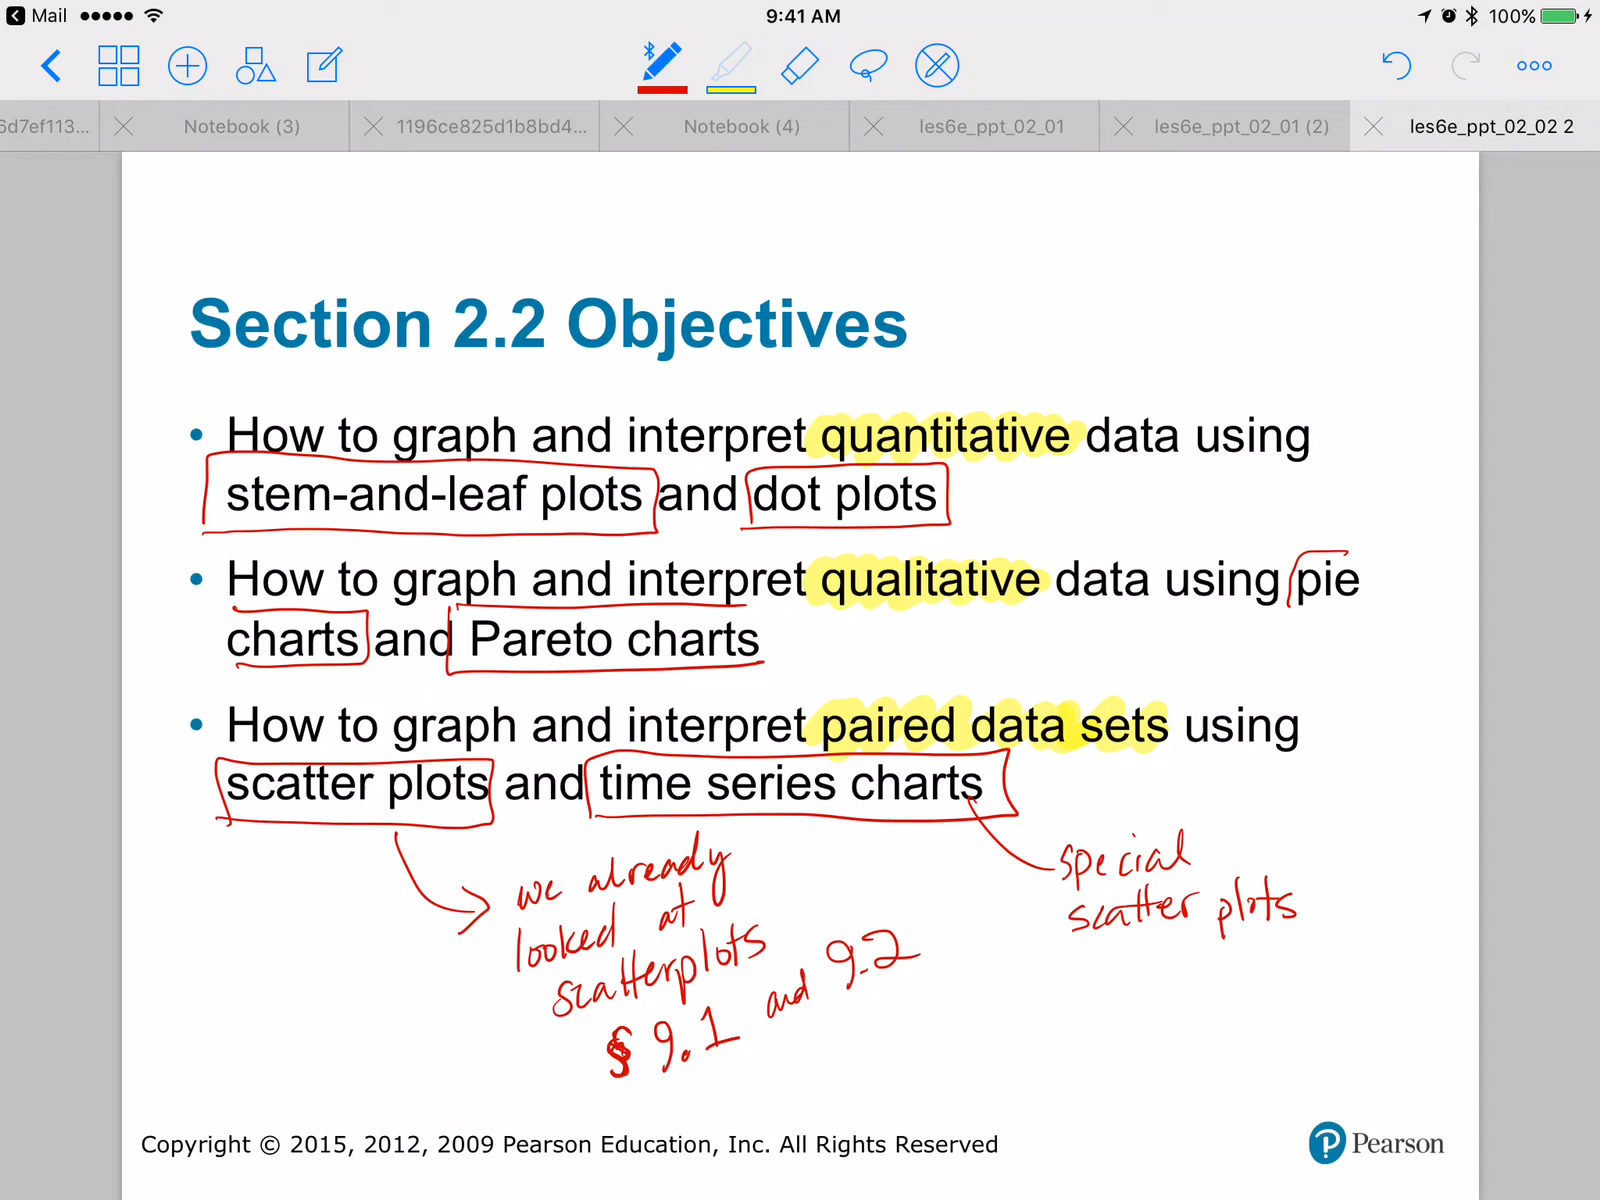 Mail
9:41 AM
100%
6d7ef113...
Notebook (3)
1196ce825d1b8bd4...
Notebook (4)
les6e_ppt_02_01
les6e_ppt_02_01 (2)
les6e_ppt_02_02 2
Section 2.2 Objectives
• How to graph and interpret quantitative data using
stem-and-leaf plots and dot plots
• How to graph and interpret qualitative data using pie
charts and Pareto charts
• How to graph and interpret paired data sets using
scatter plots and time series charts
we already
looked at
scatterplots
§ 9.1 and 9.2
special
scatter plots
Copyright © 2015, 2012, 2009 Pearson Education, Inc. All Rights Reserved
P Pearson